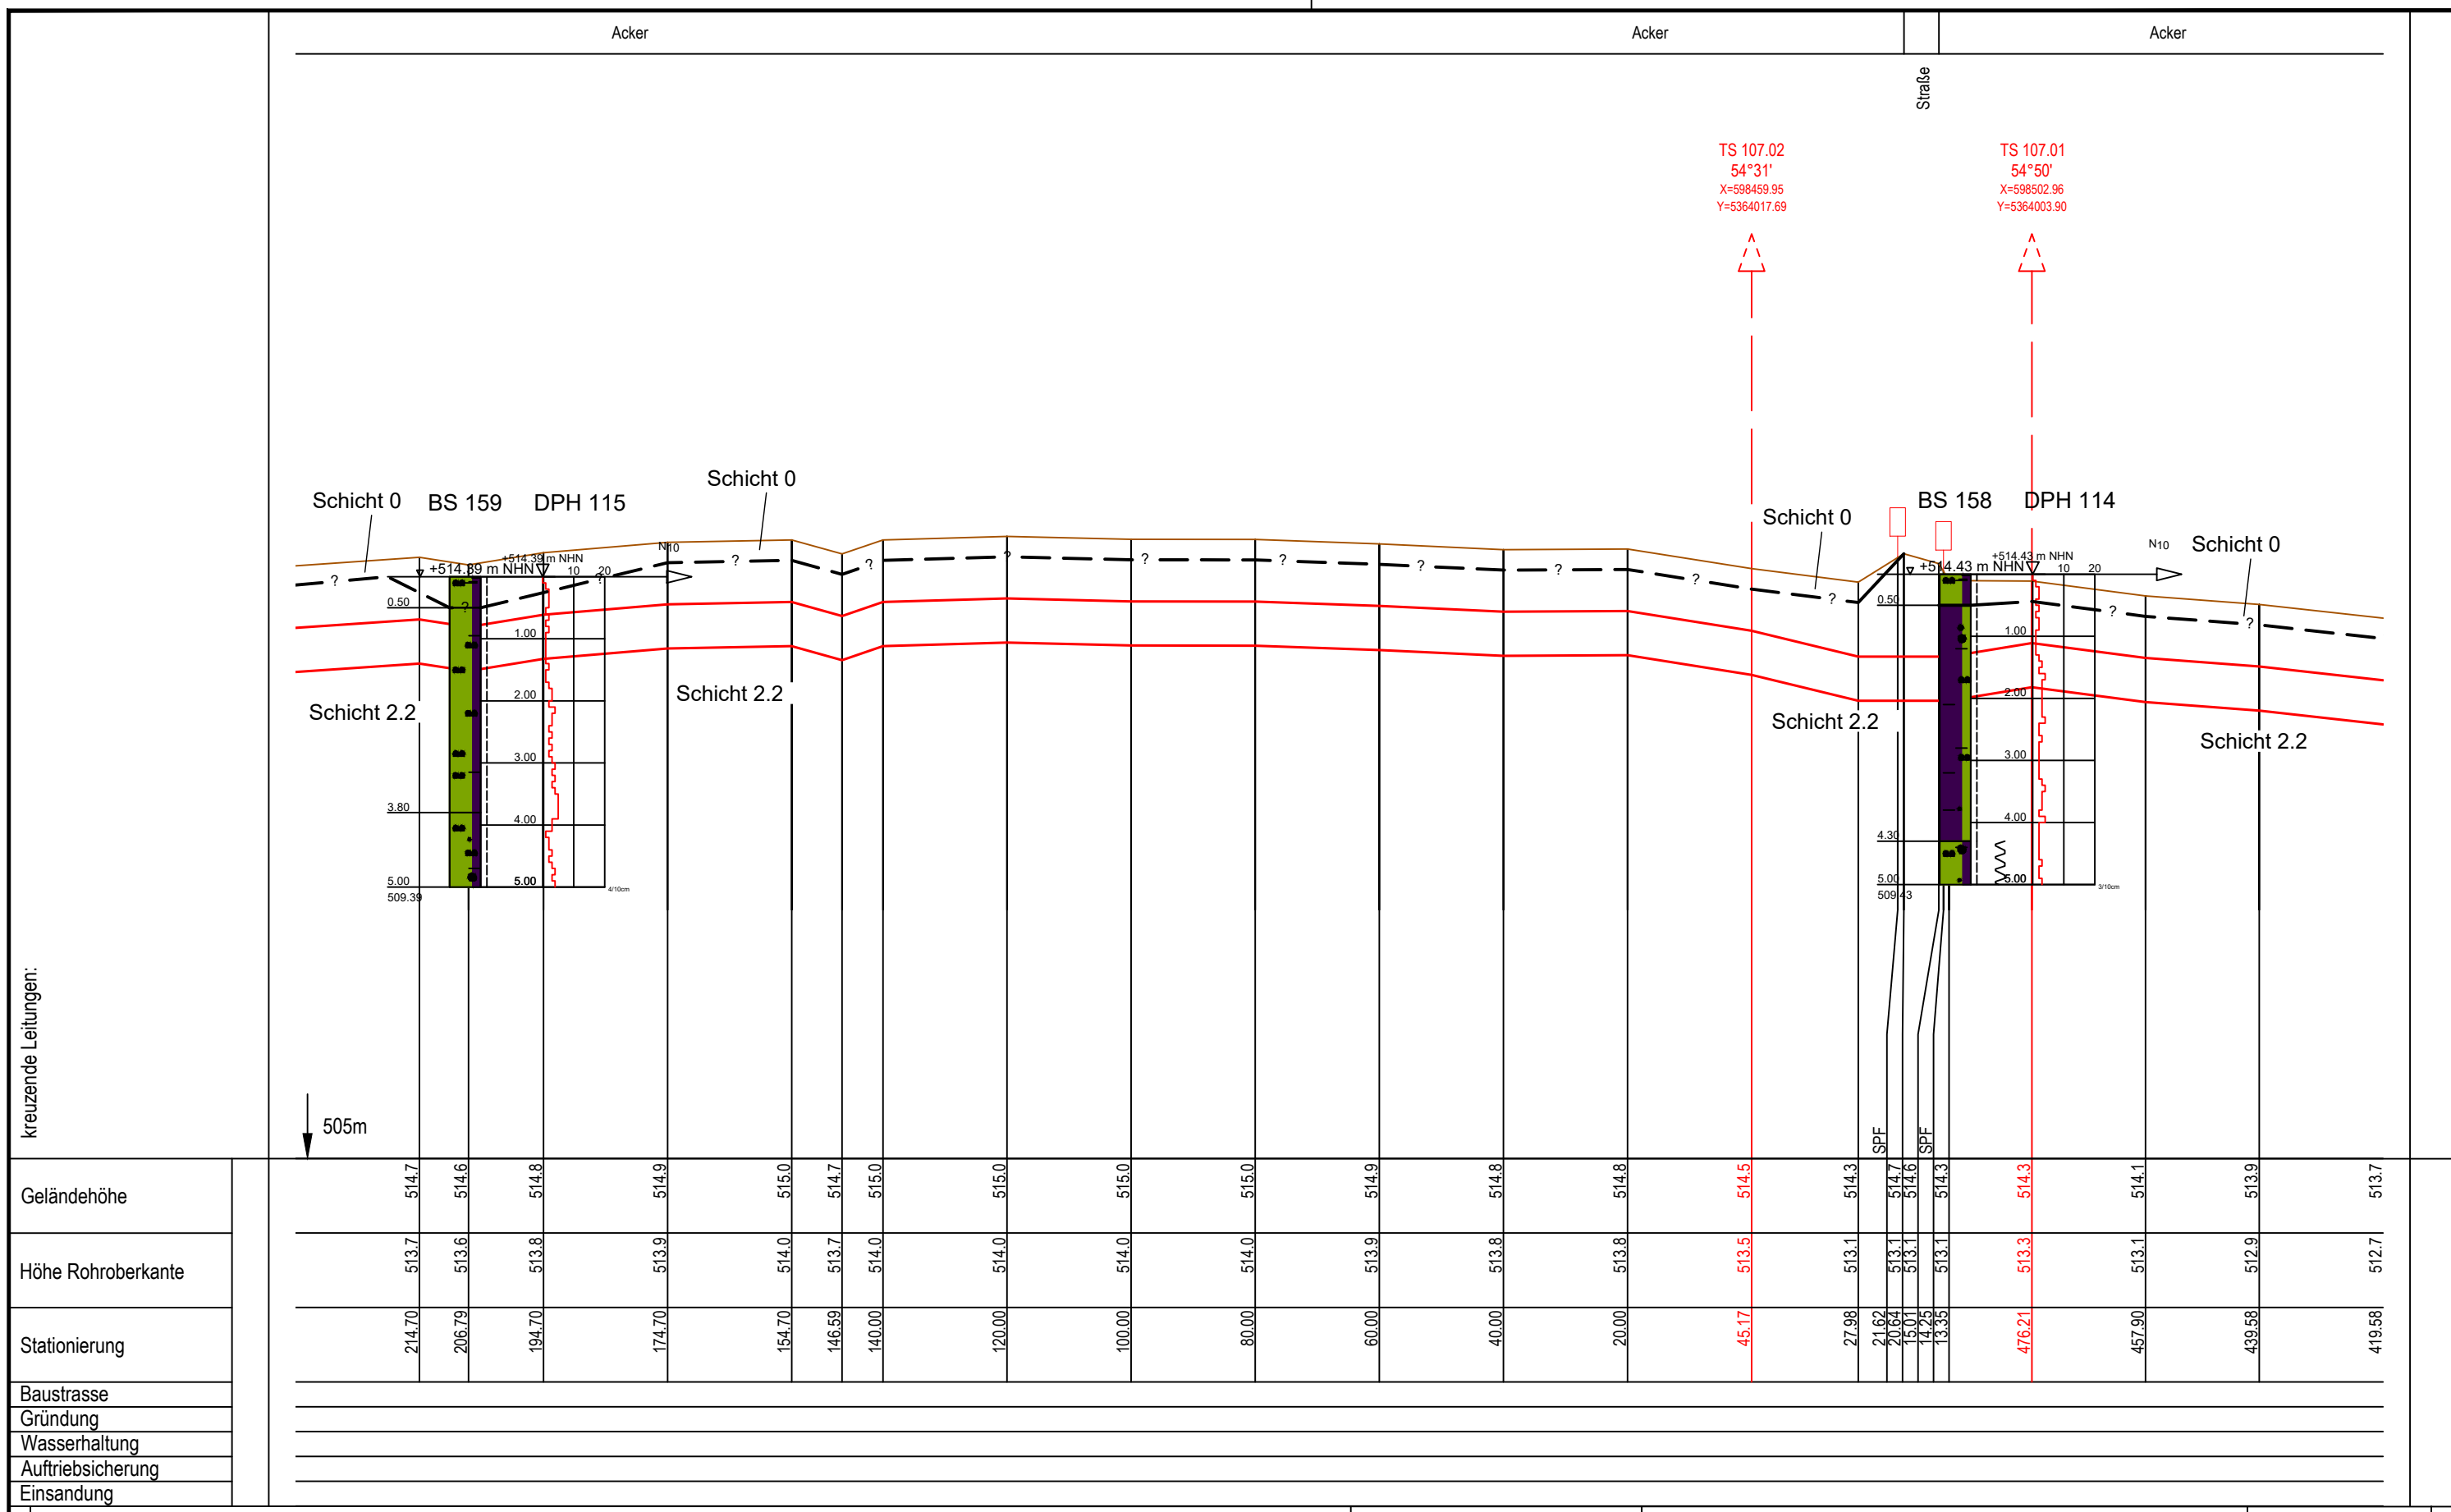 Acker
Acker
Acker
Straße
TS 107.02
54°31'
X=598459.95
Y=5364017.69
TS 107.01
54°50'
X=598502.96
Y=5364003.90
Schicht 0
BS 159
DPH 115
Schicht 0
Schicht 0
BS 158
DPH 114
Schicht 0
+514.39 m NHN
+514.39 m NHN
10
20
N10
0.50
1.00
2.00
3.00
3.80
4.00
5.00
5.00
509.39
4/10cm
+514.43 m NHN
+514.43 m NHN
10
20
N10
0.50
1.00
2.00
3.00
4.00
4.30
5.00
5.00
509.43
3/10cm
? ? ? ? ? ? ? ? ? ? ? ? ? ? ?
Schicht 2.2
Schicht 2.2
Schicht 2.2
Schicht 2.2
kreuzende Leitungen:
505m
SPF
SPF
Geländehöhe
514.7 514.6 514.8 514.9 515.0 514.7 515.0 515.0 515.0 515.0 514.9 514.8 514.8 514.5 514.3 514.7 514.6 514.3 514.3 514.1 513.9 513.7
Höhe Rohroberkante
513.7 513.6 513.8 513.9 514.0 513.7 514.0 514.0 514.0 514.0 513.9 513.8 513.8 513.5 513.1 513.1 513.1 513.1 513.3 513.1 512.9 512.7
Stationierung
214.70 206.79 194.70 174.70 154.70 146.59 140.00 120.00 100.00 80.00 60.00 40.00 20.00 45.17 27.98 21.62 20.64 15.01 14.25 13.35 476.21 457.90 439.58 419.58
Baustrasse
Gründung
Wasserhaltung
Auftriebsicherung
Einsandung